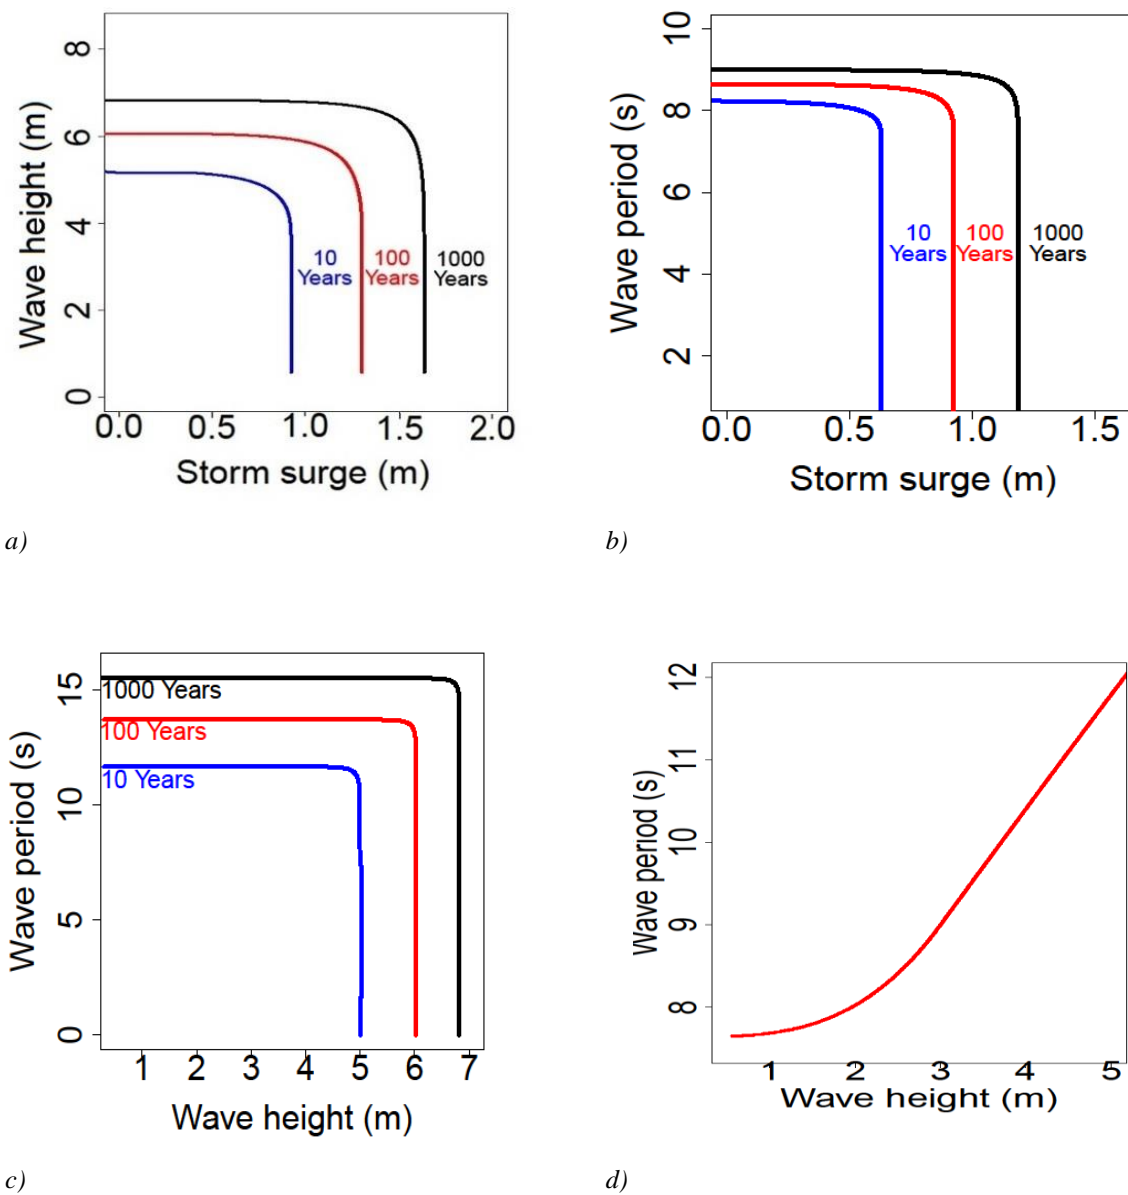 8
6
4
2
0
Wave height (m)
10
Years
100
Years
1000
Years
0.0 0.5 1.0 1.5 2.0
Storm surge (m)
a)
10
8
6
4
2
Wave period (s)
10
Years
100
Years
1000
Years
0.0 0.5 1.0 1.5
Storm surge (m)
b)
15
10
5
0
Wave period (s)
1000 Years
100 Years
10 Years
1 2 3 4 5 6 7
Wave height (m)
c)
12
11
10
9
8
Wave period (s)
1 2 3 4 5
Wave height (m)
d)